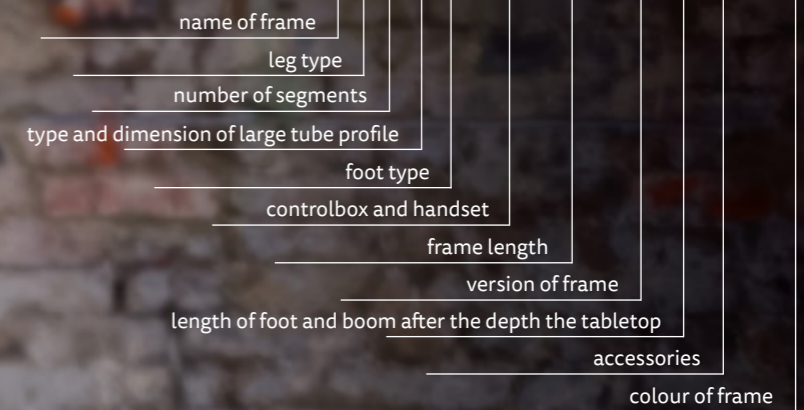 name of frame
leg type
number of segments
type and dimension of large tube profile
foot type
controlbox and handset
frame length
version of frame
length of foot and boom after the depth the tabletop
accessories
colour of frame